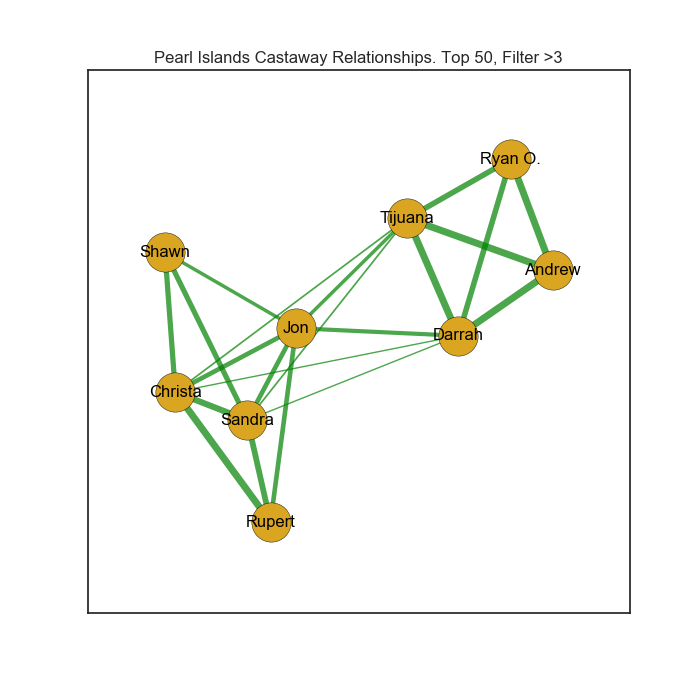 Pearl Islands Castaway Relationships. Top 50, Filter >3
Ryan O.
Tijuana
Shawn
Andrew
Jon
Darrah
Christa
Sandra
Rupert